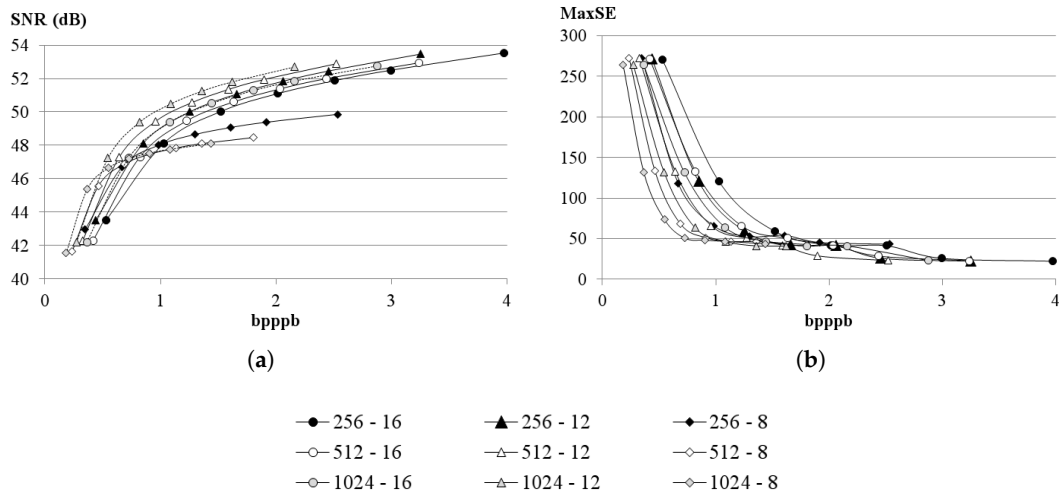 SNR (dB)
54
52
50
48
46
44
42
40
0
1
2
3
4
bpppb
(a)
MaxSE
300
250
200
150
100
50
0
0
1
2
3
4
bpppb
(b)
256 - 16
256 - 12
256 - 8
512 - 16
512 - 12
512 - 8
1024 - 16
1024 - 12
1024 - 8